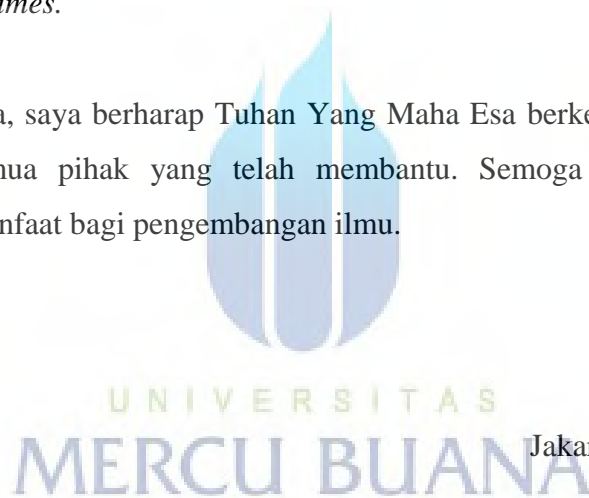 ames.
a, saya berharap Tuhan Yang Maha Esa berke
nua pihak yang telah membantu. Semoga
nfaat bagi pengembangan ilmu.
UNIVERSITAS
MERCU BUANA
Jakar